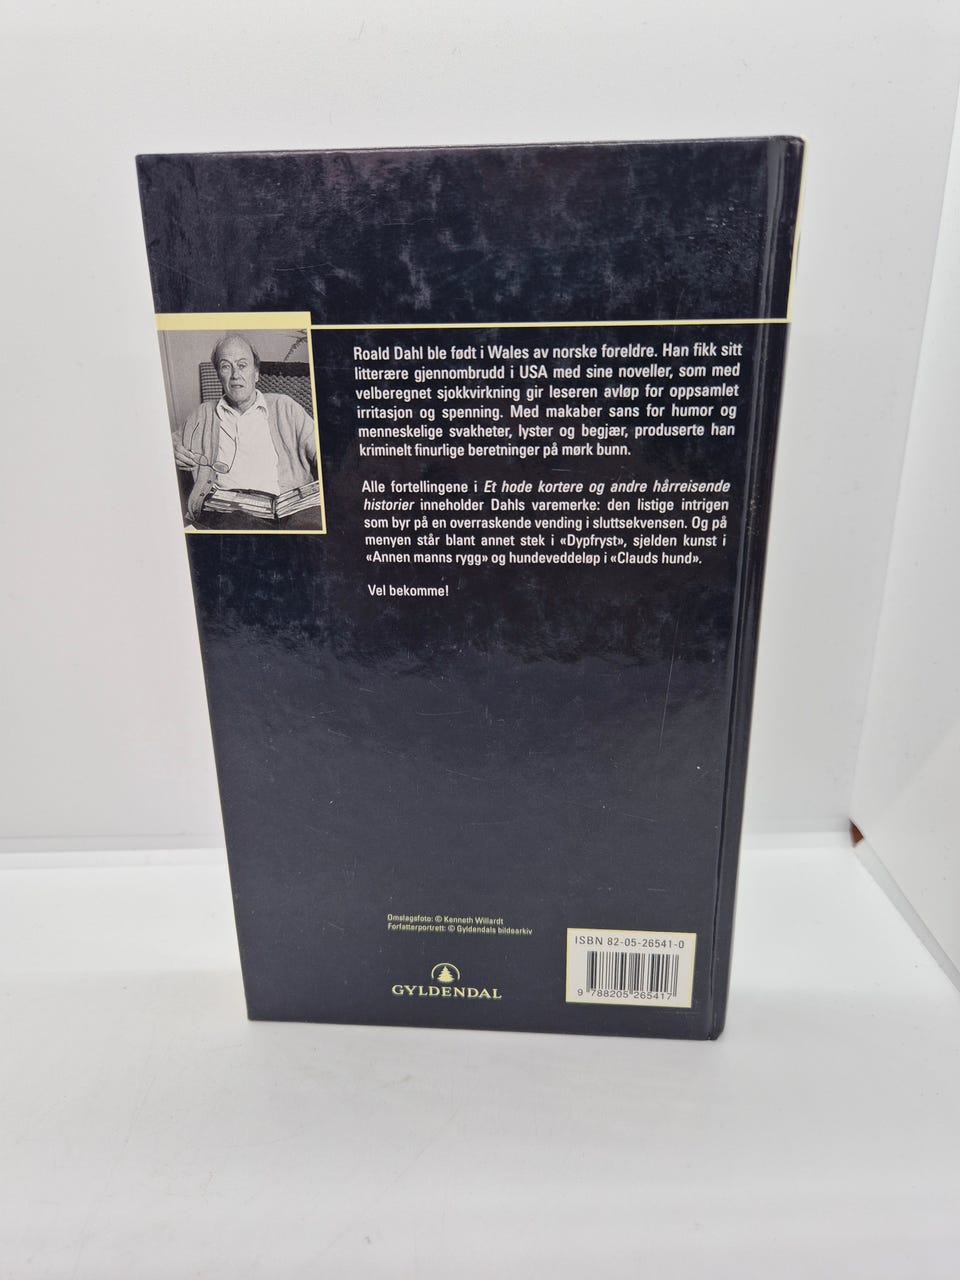 Roald Dahl ble født i Wales av norske foreldre. Han fikk sitt
litterære gjennombrudd i USA med sine noveller, som med
velberegnet sjokkvirkning gir leseren avløp for oppsamlet
irritasjon og spenning. Med makaber sans for humor og
menneskelige svakheter, lyster og begjær, produserte han
kriminelt finurlige beretninger på mørk bunn.
Alle fortellingene i Et hode kortere og andre hårreisende
historier inneholder Dahls varemerke: den listige intrigen
som byr på en overraskende vending i sluttsekvensen. Og på
menyen står blant annet stek i «Dypfryst», sjelden kunst i
«Annen manns rygg» og hundeveddeløp i «Clauds hund».
Vel bekomme!
Omslagsfoto: © Kenneth Willardt
Forfatterportrett: © Gyldendals bildearkiv
GYLDENDAL
ISBN 82-05-26541-0
9 788205 265417